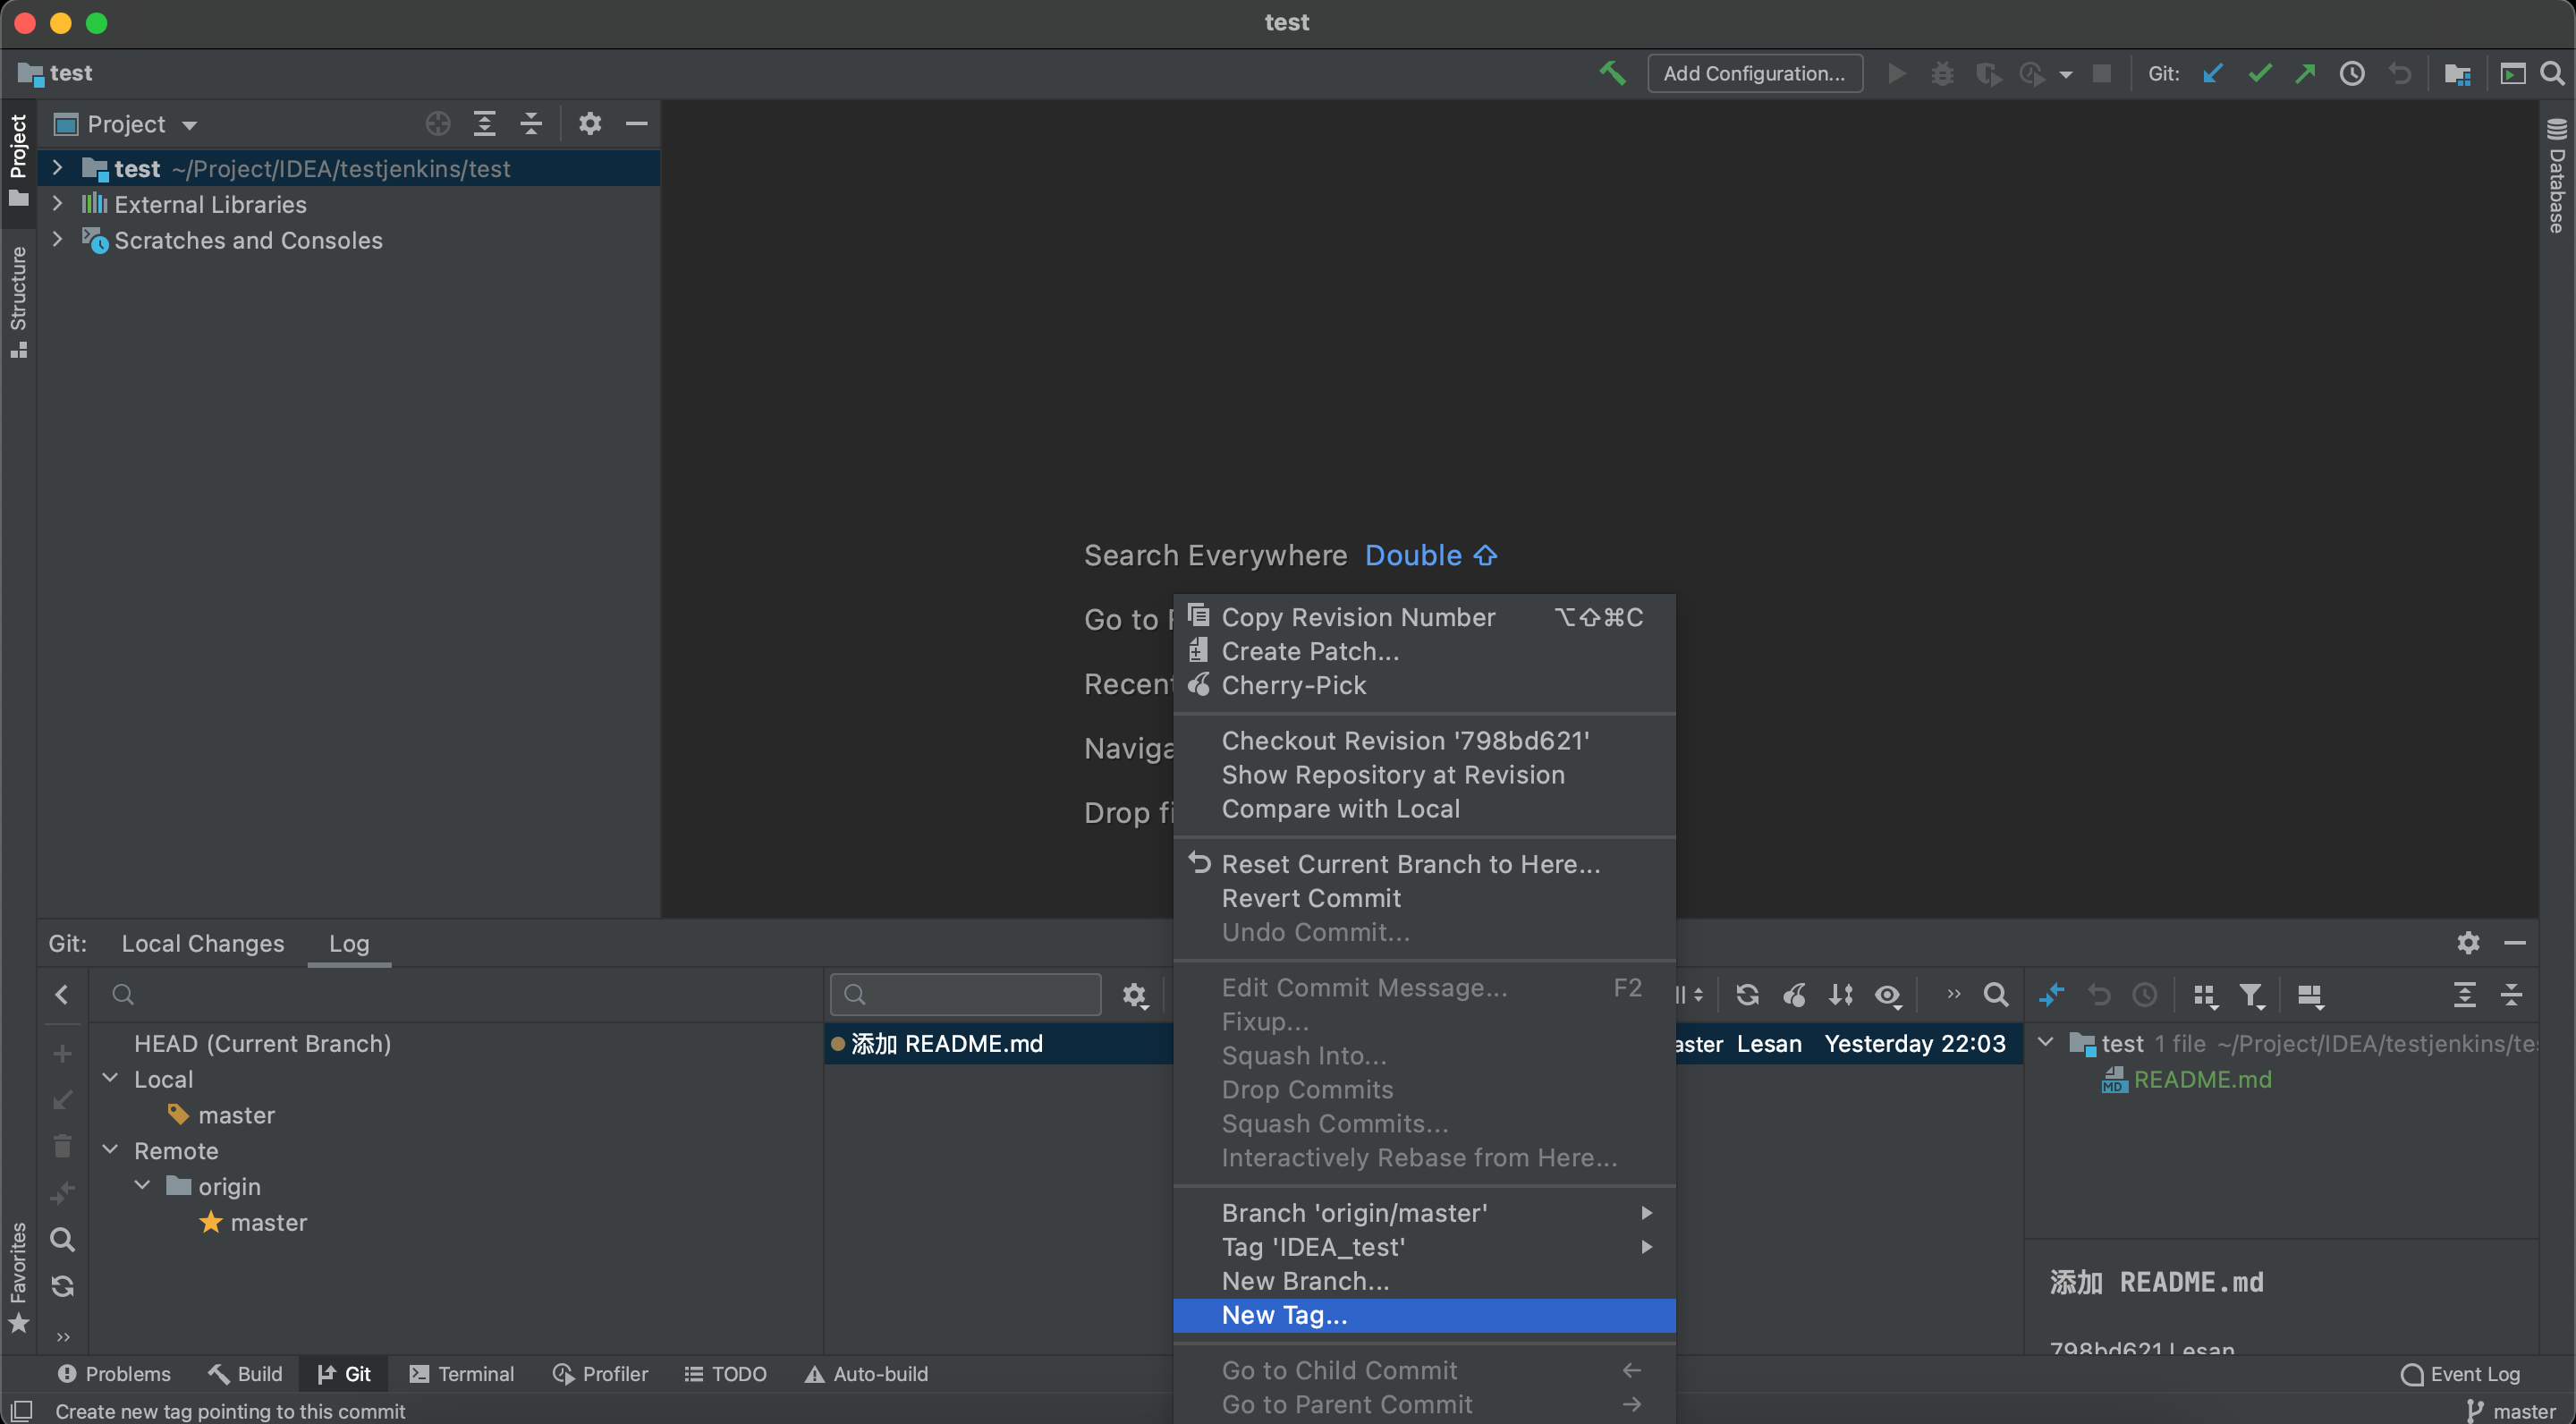 test
test
Add Configuration...
Git:
Project
Project
test ~/Project/IDEA/testjenkins/test
External Libraries
Scratches and Consoles
Structure
Database
Search Everywhere Double ⇧
Go to
Recent
Drop
Copy Revision Number ⌥⇧⌘C
Create Patch...
Cherry-Pick
Checkout Revision '798bd621'
Show Repository at Revision
Compare with Local
Reset Current Branch to Here...
Revert Commit
Undo Commit...
Edit Commit Message... F2
Fixup...
Squash Into...
Drop Commits
Squash Commits...
Interactively Rebase from Here...
Branch 'origin/master'
Tag 'IDEA_test'
New Branch...
New Tag...
Go to Child Commit ←
Go to Parent Commit →
Git: Local Changes Log
HEAD (Current Branch)
Local
master
Remote
origin
master
Favorites
添加 README.md
aster Lesan Yesterday 22:03
test 1 file ~/Project/IDEA/testjenkins/te
MD README.md
添加 README.md
798bd621 Lesan
Problems Build Git Terminal Profiler TODO Auto-build
Event Log
Create new tag pointing to this commit
master